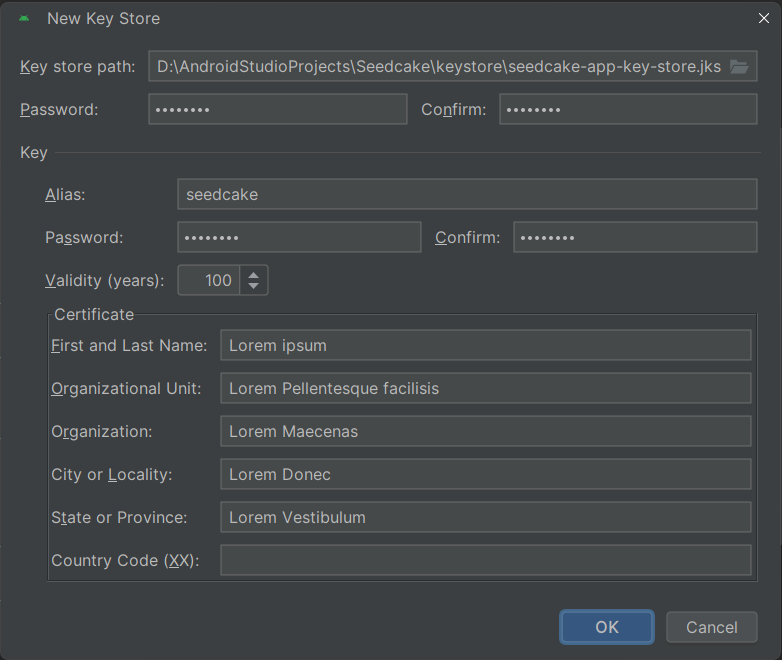 New Key Store
Key store path: D:\AndroidStudioProjects\Seedcake\keystore\seedcake-app-key-store.jks
Password: •••••••• Confirm: ••••••••
Key
Alias: seedcake
Password: •••••••• Confirm: ••••••••
Validity (years): 100
Certificate
First and Last Name: Lorem ipsum
Organizational Unit: Lorem Pellentesque facilisis
Organization: Lorem Maecenas
City or Locality: Lorem Donec
State or Province: Lorem Vestibulum
Country Code (XX):
OK Cancel